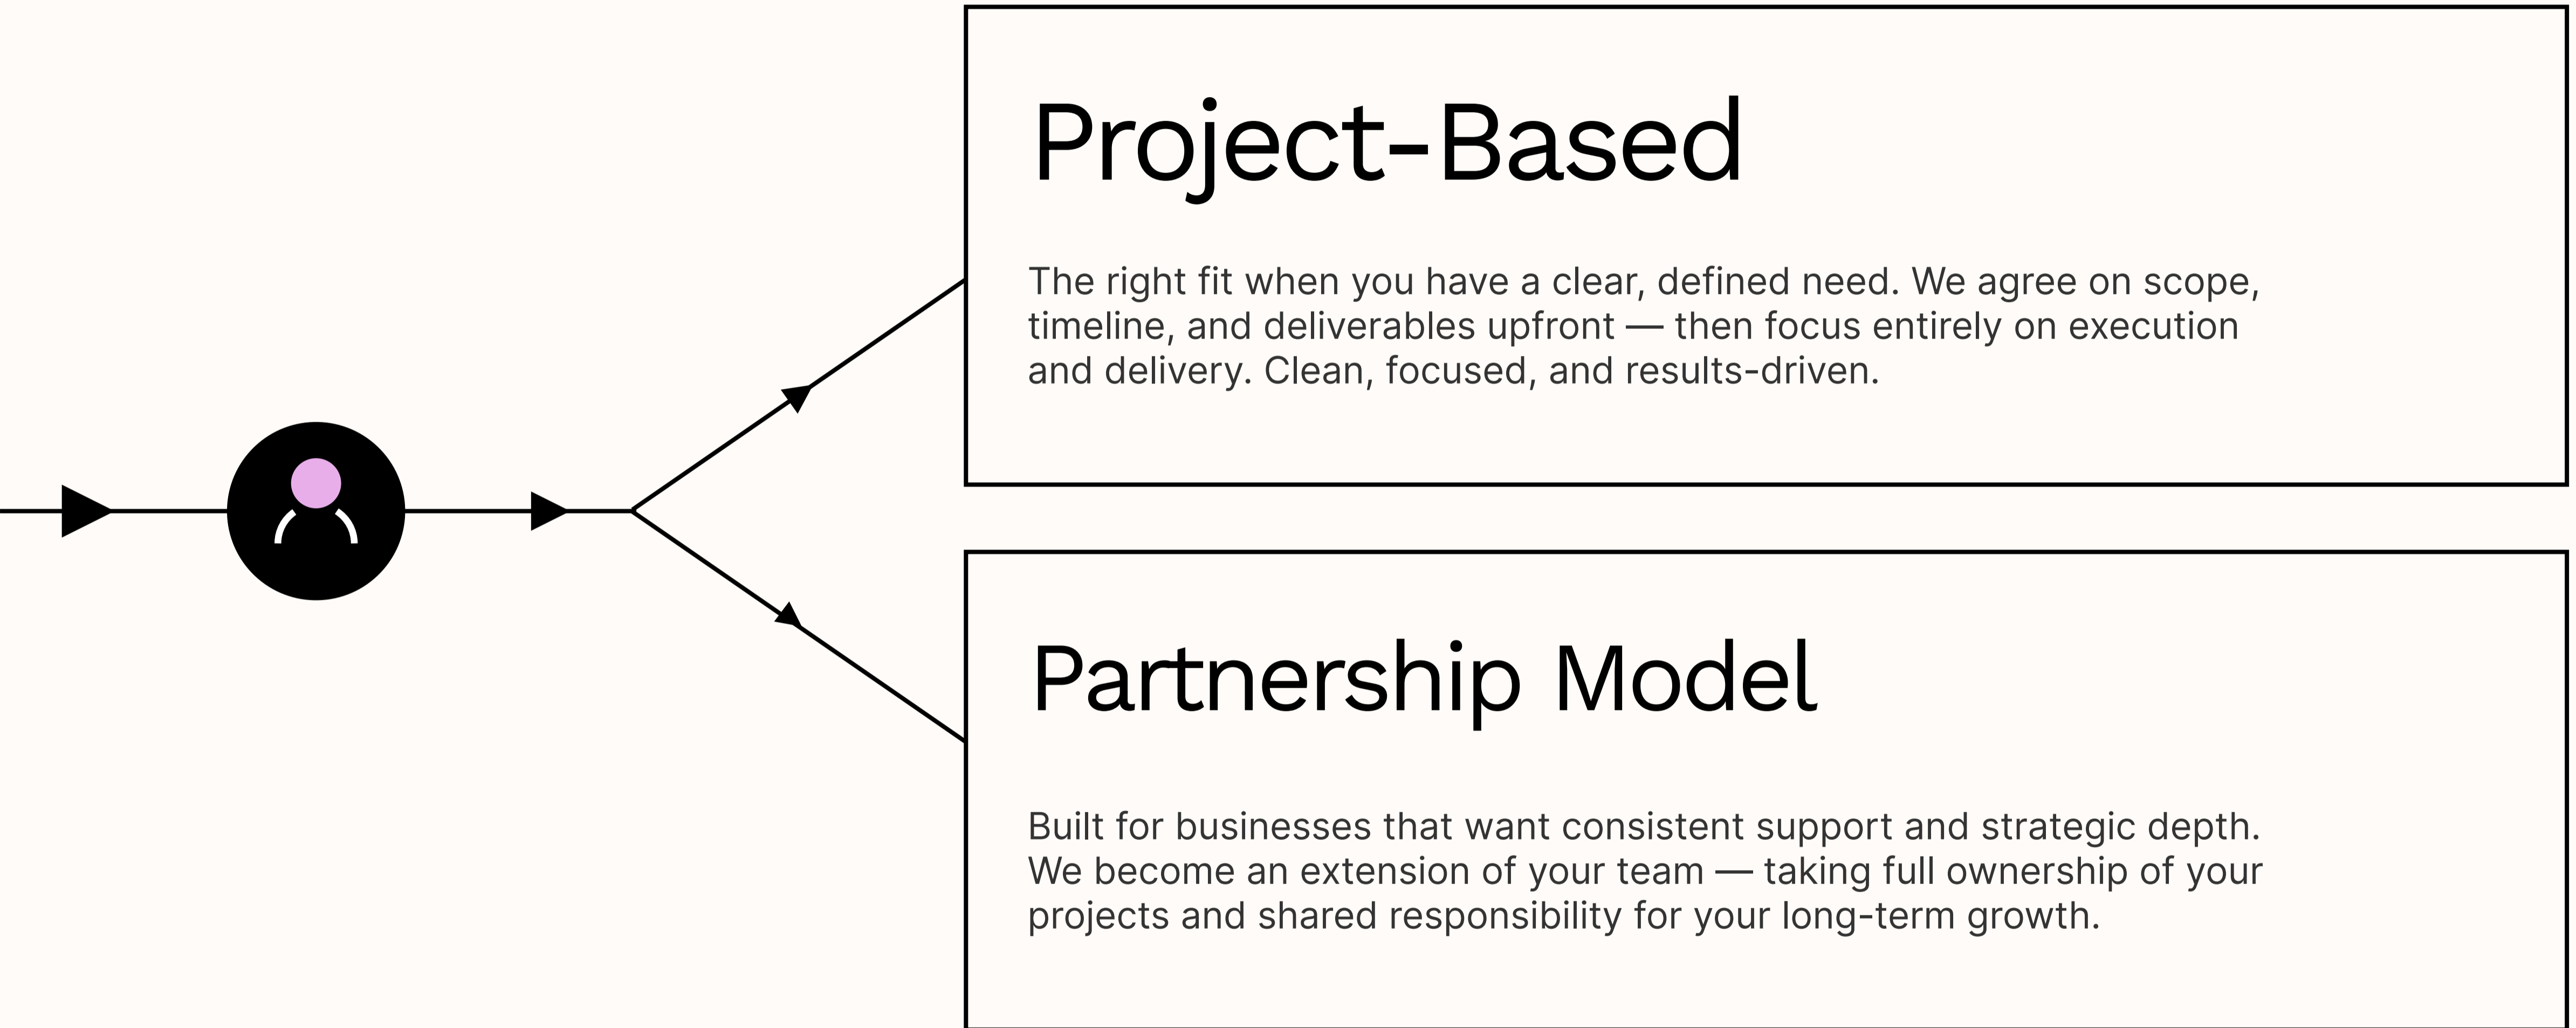 Project-Based
The right fit when you have a clear, defined need. We agree on scope,
timeline, and deliverables upfront — then focus entirely on execution
and delivery. Clean, focused, and results-driven.
Partnership Model
Built for businesses that want consistent support and strategic depth.
We become an extension of your team — taking full ownership of your
projects and shared responsibility for your long-term growth.